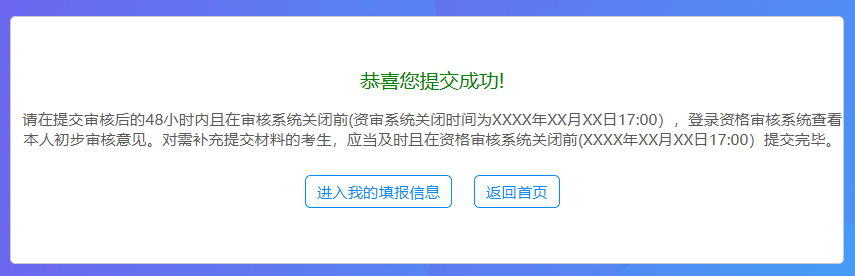 恭喜您提交成功!
请在提交审核后的48小时内且在审核系统关闭前(资审系统关闭时间为XXXX年XX月XX日17:00），登录资格审核系统查看
本人初步审核意见。对需补充提交材料的考生，应当及时且在资格审核系统关闭前(XXXX年XX月XX日17:00）提交完毕。
进入我的填报信息
返回首页